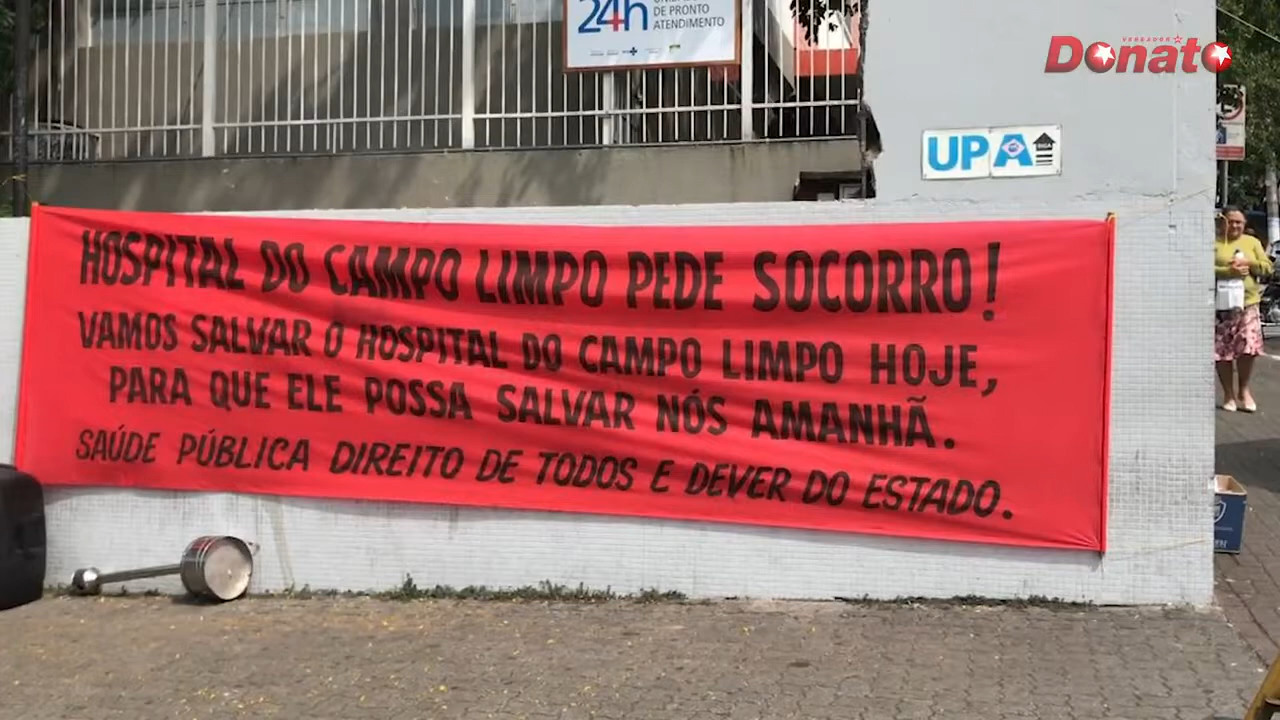 24h
DE PRONTO
ATENDIMENTO
VEREADOR
Donato
UPA
HOSPITAL DO CAMPO LIMPO PEDE SOCORRO!
VAMOS SALVAR O HOSPITAL DO CAMPO LIMPO HOJE,
PARA QUE ELE POSSA SALVAR NÓS AMANHÃ.
SAÚDE PÚBLICA DIREITO DE TODOS E DEVER DO ESTADO.